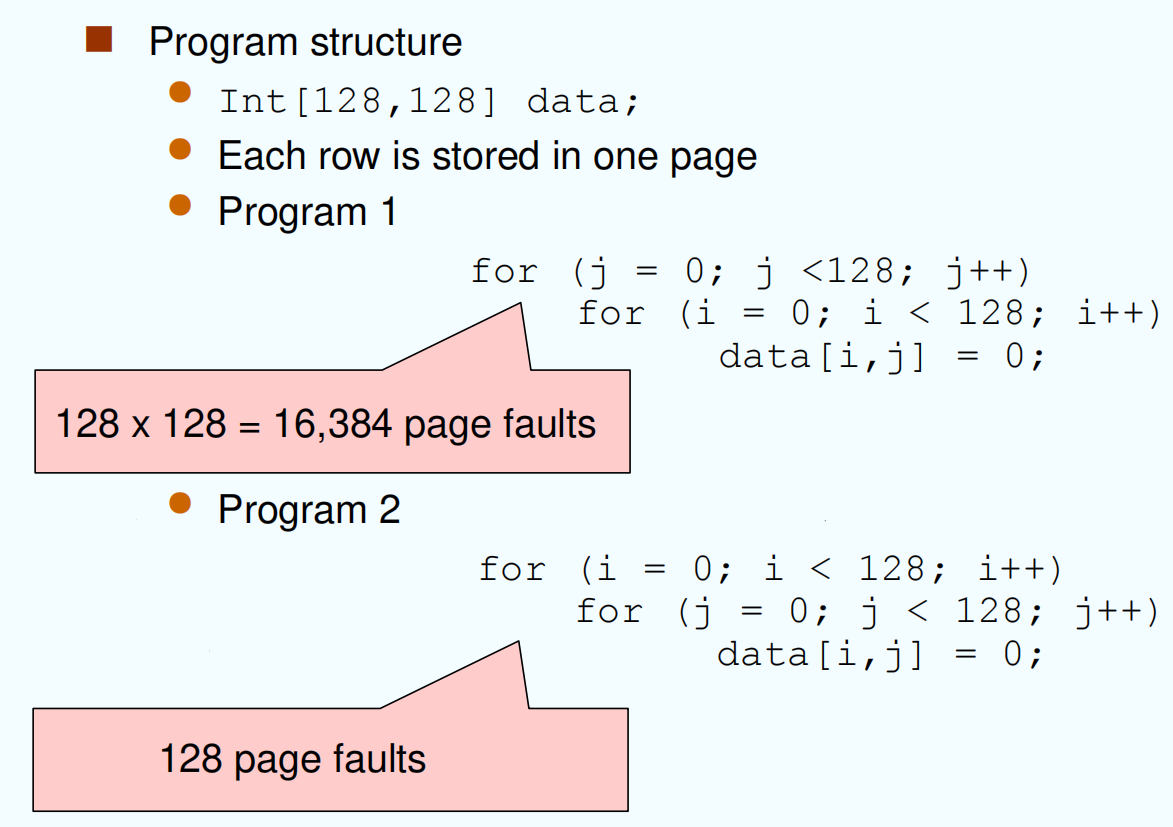 Program structure
Int[128,128] data;
Each row is stored in one page
Program 1
for (j = 0; j <128; j++)
for (i = 0; i < 128; i++)
data[i,j] = 0;
128 x 128 = 16,384 page faults
Program 2
for (i = 0; i < 128; i++)
for (j = 0; j < 128; j++)
data[i,j] = 0;
128 page faults